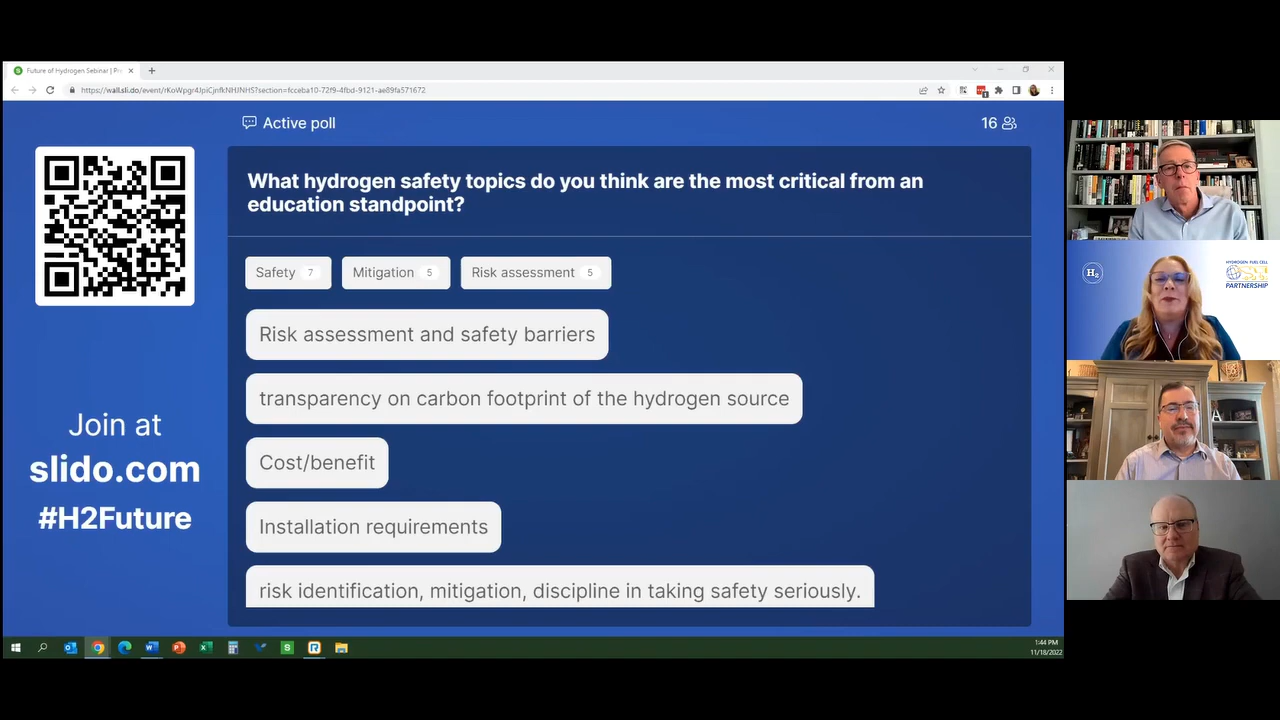 Future of Hydrogen Sebinar | Pr
https://wall.sli.do/event/rKoWpgr4JpiCjnfkNHJNHS?section=fcceba10-72f9-4fbd-9121-ae89fa571672
Active poll
16
What hydrogen safety topics do you think are the most critical from an
education standpoint?
Safety 7
Mitigation 5
Risk assessment 5
Risk assessment and safety barriers
transparency on carbon footprint of the hydrogen source
Cost/benefit
Installation requirements
risk identification, mitigation, discipline in taking safety seriously.
Join at
slido.com
#H2Future
H2
HYDROGEN FUEL CELL
PARTNERSHIP
1:44 PM
11/18/2022